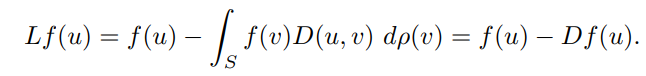 Lf(u) = f(u) − ∫_S f(v)D(u, v) dρ(v) = f(u) − Df(u).